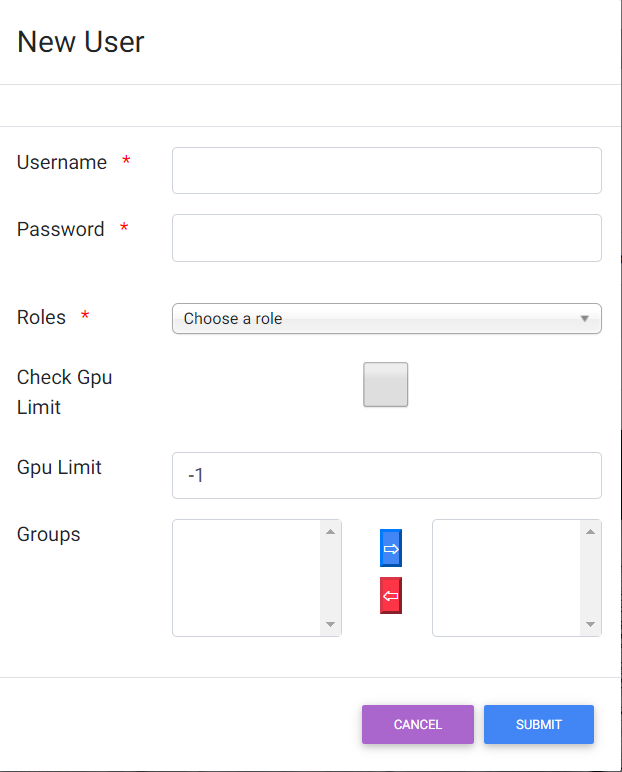 New User
Username *
Password *
Roles *
Choose a role
Check Gpu
Limit
Gpu Limit
-1
Groups
⇨
⇦
CANCEL SUBMIT